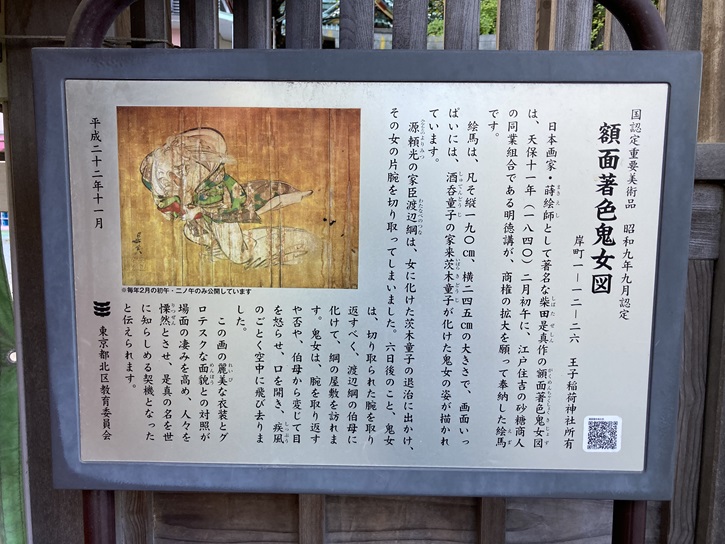 国認定重要美術品　昭和九年九月認定
額面著色鬼女図
岸町一－一二－二六　王子稲荷神社所有
日本画家・蒔絵師として著名な柴田是真作の額面著色鬼女図
は、天保十一年（一八四〇）二月初午に、江戸住吉の砂糖商人
の同業組合である明徳講が、商権の拡大を願って奉納した絵馬
です。
絵馬は、凡そ縦一九〇㎝、横二四五㎝の大きさで、画面いっ
ぱいには、酒呑童子の家来茨木童子が化けた鬼女の姿が描かれ
ています。
源頼光の家臣渡辺綱は、女に化けた茨木童子の退治に出かけ、
その女の片腕を切り取ってしまいました。六日後のこと、鬼女
は、切り取られた腕を取り
返すべく、渡辺綱の伯母に
化けて、綱の屋敷を訪れま
す。鬼女は、腕を取り返す
や否や、伯母から変じて目
を怒らせ、口を開き、疾風
のごとく空中に飛び去りま
した。
この画の麗美な衣装とグ
ロテスクな面貌との対照が
場面の凄みを高め、人々を
慄然とさせ、是真の名を世
に知らしめる契機となった
と伝えられます。
東京都北区教育委員会
※毎年2月の初午・二ノ午のみ公開しています
平成二十二年十一月